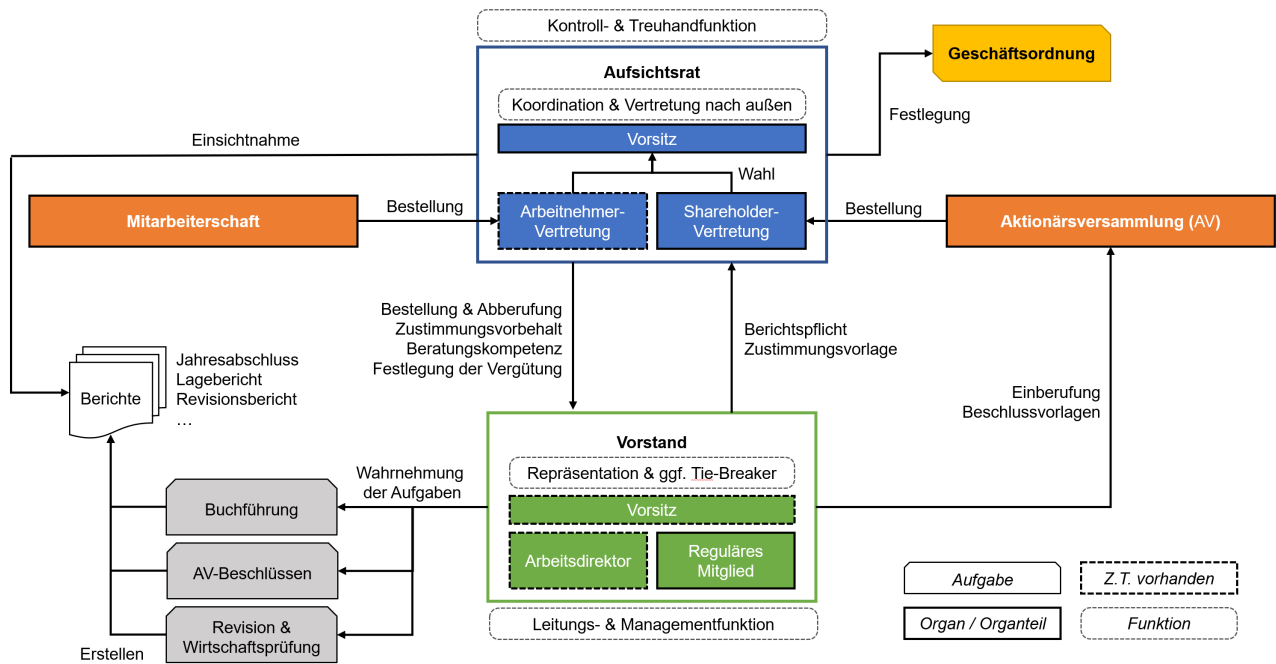 Kontroll- & Treuhandfunktion
Aufsichtsrat
Geschäftsordnung
Koordination & Vertretung nach außen
Festlegung
Vorsitz
Einsichtnahme
Wahl
Mitarbeiterschaft
Bestellung
Arbeitnehmer-
Vertretung
Shareholder-
Vertretung
Bestellung
Aktionärsversammlung (AV)
Bestellung & Abberufung
Zustimmungsvorbehalt
Beratungskompetenz
Festlegung der Vergütung
Berichtspflicht
Zustimmungsvorlage
Berichte
Jahresabschluss
Lagebericht
Revisionsbericht
…
Einberufung
Beschlussvorlagen
Vorstand
Repräsentation & ggf. Tie-Breaker
Vorsitz
Arbeitsdirektor
Reguläres
Mitglied
Leitungs- & Managementfunktion
Wahrnehmung
der Aufgaben
Buchführung
AV-Beschlüssen
Revision &
Wirtschaftsprüfung
Erstellen
Aufgabe
Z.T. vorhanden
Organ / Organteil
Funktion